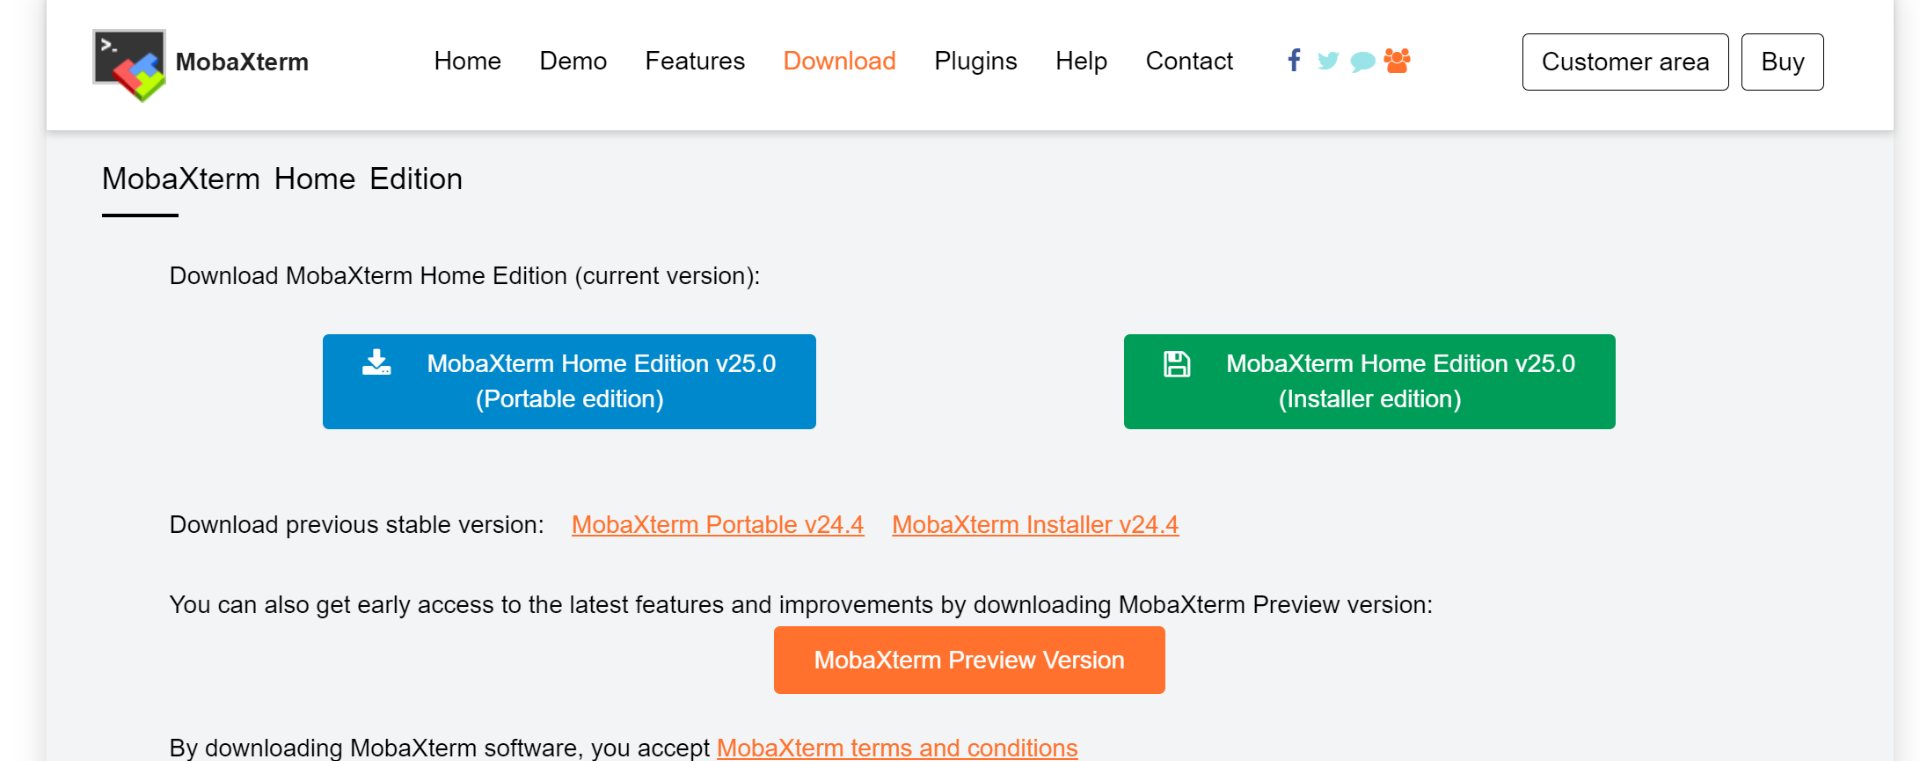 >_ MobaXterm Home Demo Features Download Plugins Help Contact Customer area Buy
MobaXterm Home Edition
Download MobaXterm Home Edition (current version):
MobaXterm Home Edition v25.0
(Portable edition)
MobaXterm Home Edition v25.0
(Installer edition)
Download previous stable version: MobaXterm Portable v24.4 MobaXterm Installer v24.4
You can also get early access to the latest features and improvements by downloading MobaXterm Preview version:
MobaXterm Preview Version
By downloading MobaXterm software, you accept MobaXterm terms and conditions